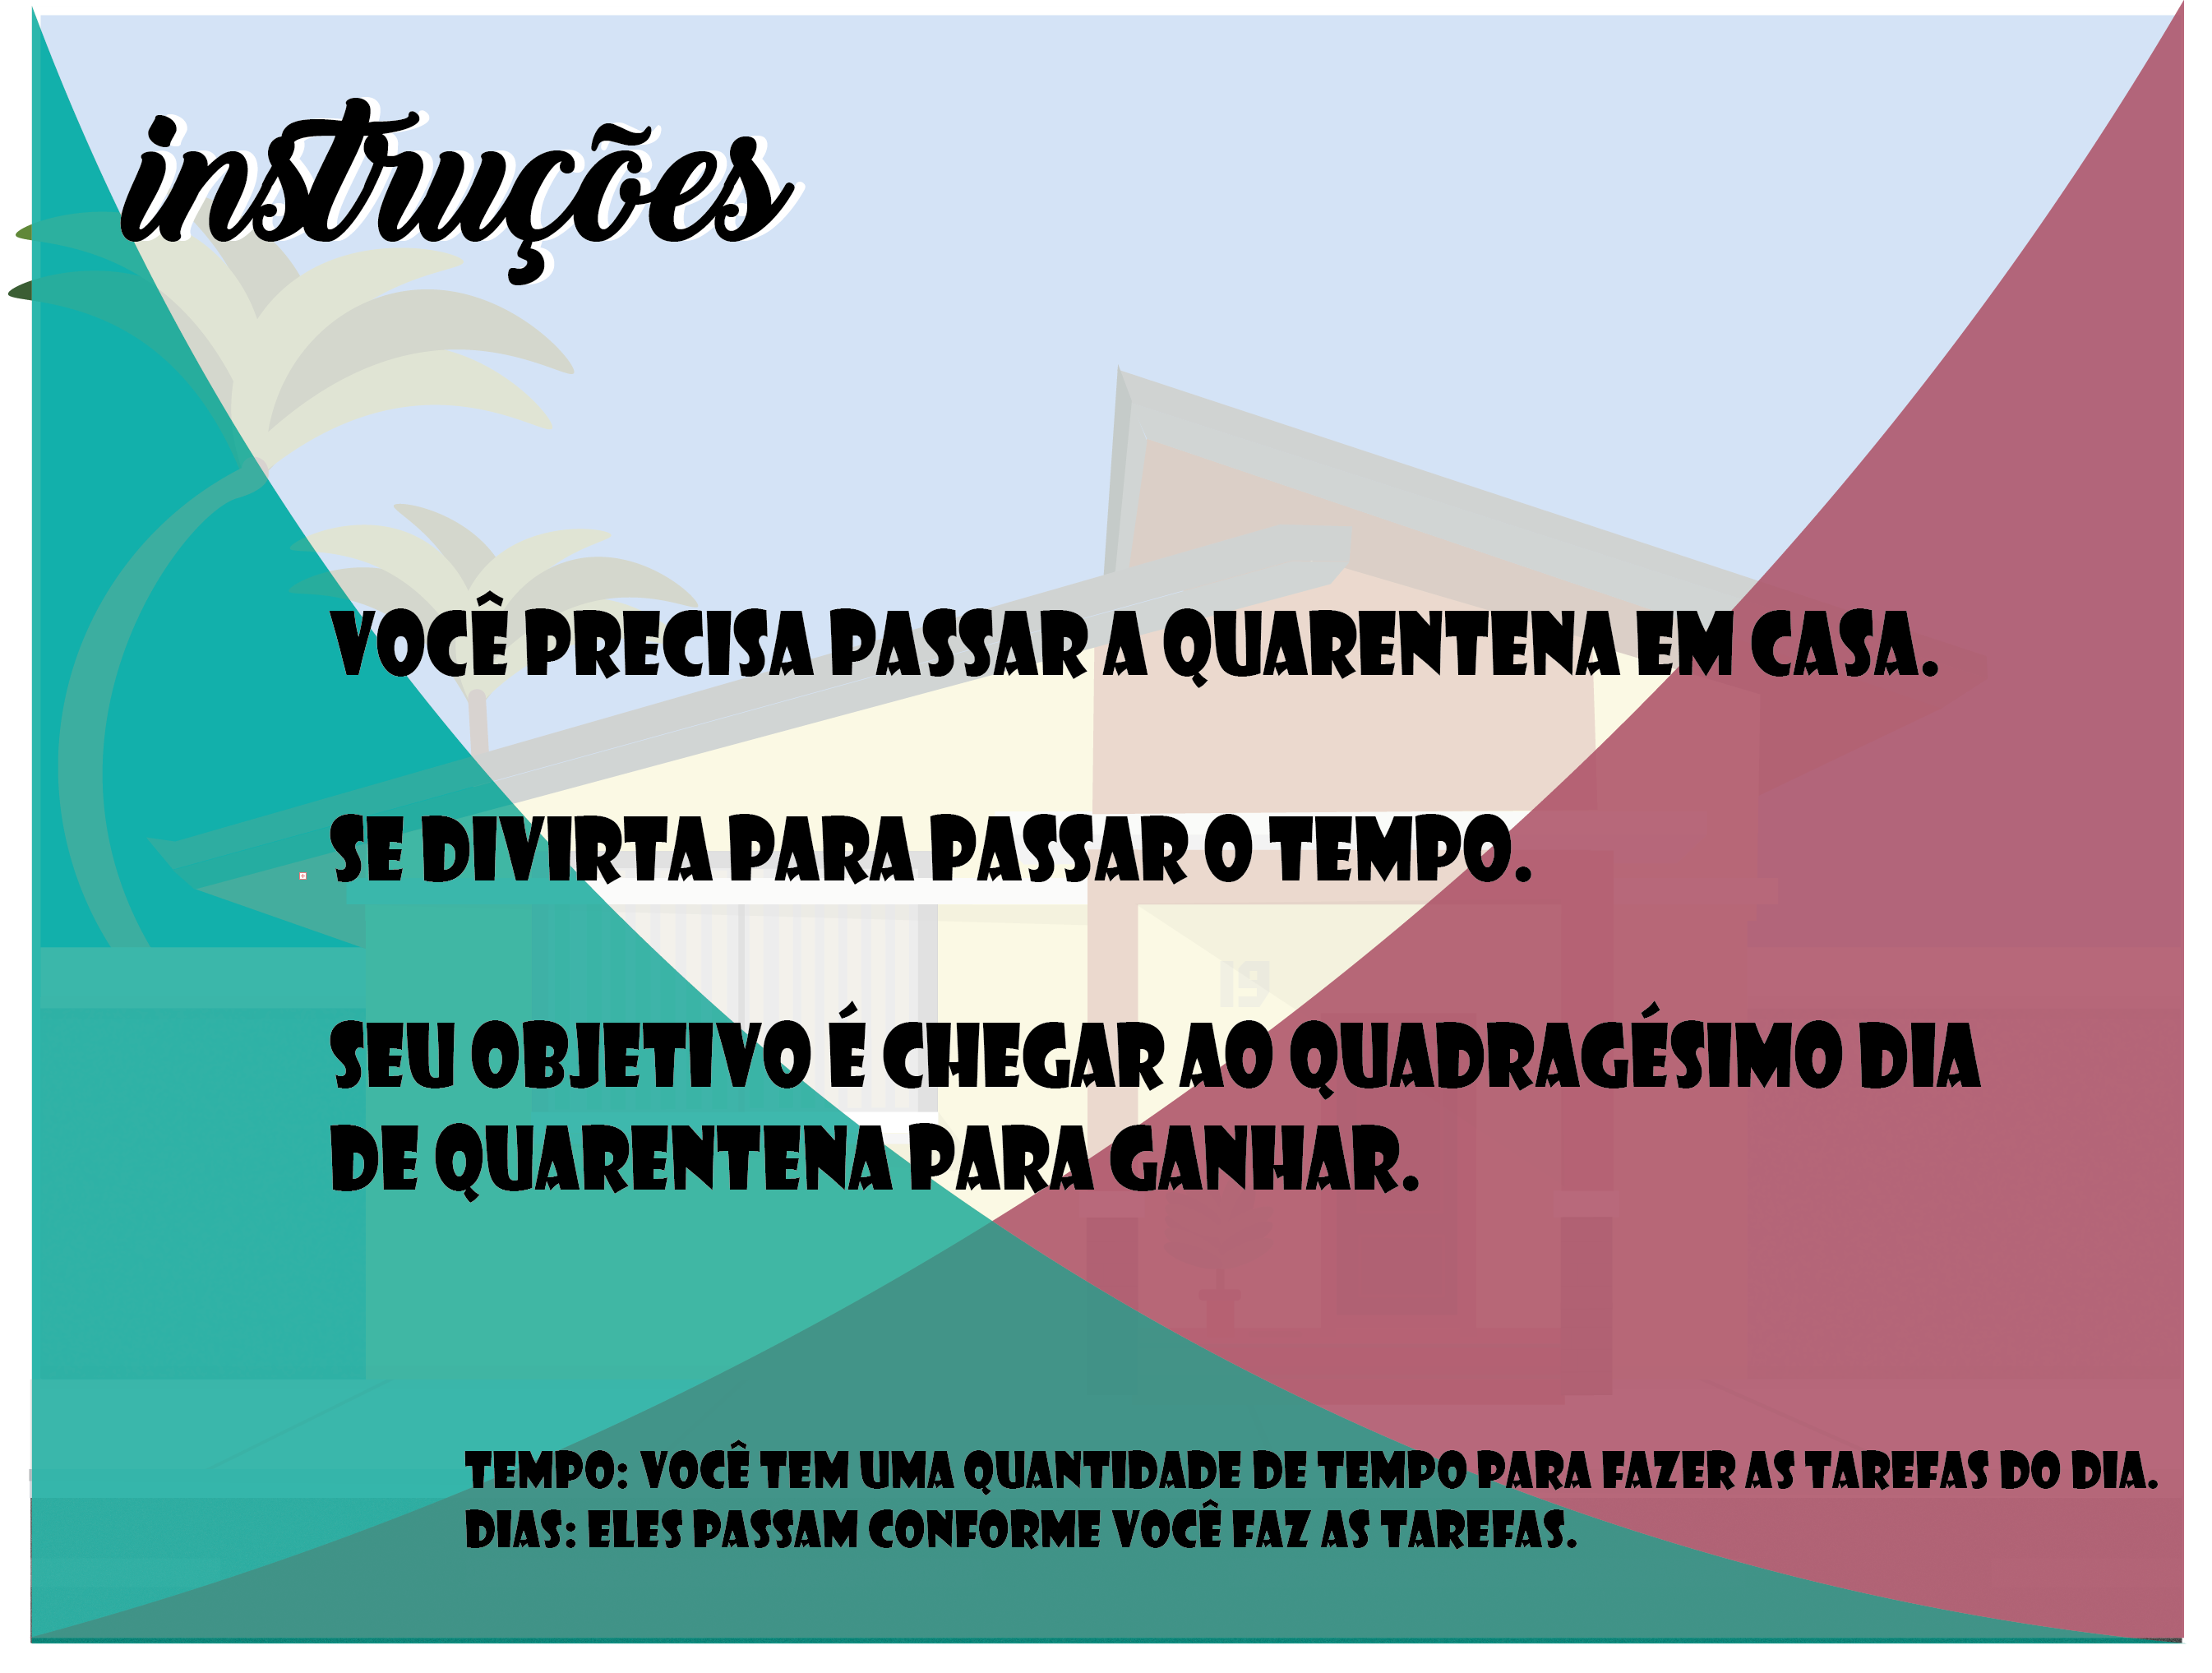 instruções
VOCÊ PRECISA PASSAR A QUARENTENA EM CASA.
SE DIVIRTA PARA PASSAR O TEMPO.
19
SEU OBJETIVO É CHEGAR AO QUADRAGÉSIMO DIA
DE QUARENTENA PARA GANHAR.
TEMPO: VOCÊ TEM UMA QUANTIDADE DE TEMPO PARA FAZER AS TAREFAS DO DIA.
DIAS: ELES PASSAM CONFORME VOCÊ FAZ AS TAREFAS.